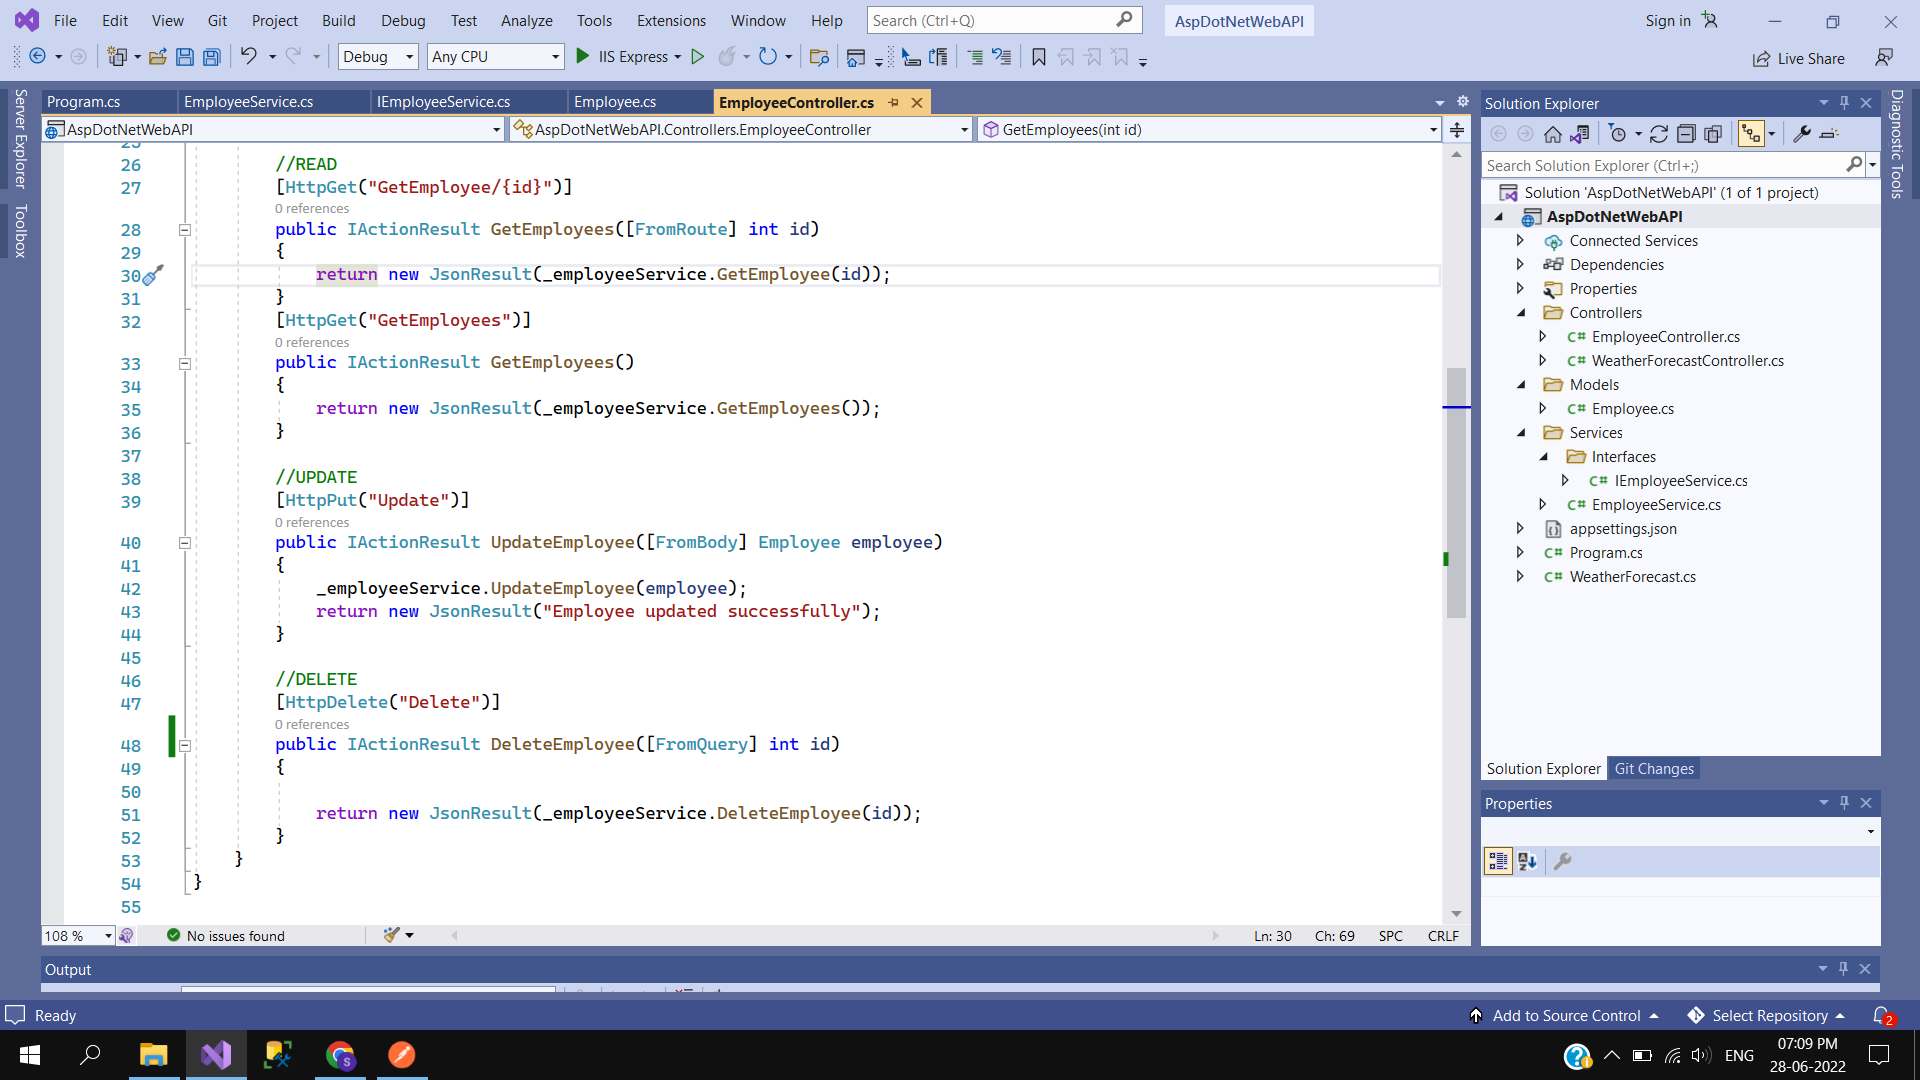 File Edit View Git Project Build Debug Test Analyze Tools Extensions Window Help Search (Ctrl+Q) AspDotNetWebAPI Sign in
Debug Any CPU IIS Express Live Share
Server Explorer
Toolbox
Program.cs EmployeeService.cs IEmployeeService.cs Employee.cs EmployeeController.cs
AspDotNetWebAPI AspDotNetWebAPI.Controllers.EmployeeController GetEmployees(int id)
26 //READ
27 [HttpGet("GetEmployee/{id}")]
0 references
28 public IActionResult GetEmployees([FromRoute] int id)
29 {
30 return new JsonResult(_employeeService.GetEmployee(id));
31 }
32 [HttpGet("GetEmployees")]
0 references
33 public IActionResult GetEmployees()
34 {
35 return new JsonResult(_employeeService.GetEmployees());
36 }
37
38 //UPDATE
39 [HttpPut("Update")]
0 references
40 public IActionResult UpdateEmployee([FromBody] Employee employee)
41 {
42 _employeeService.UpdateEmployee(employee);
43 return new JsonResult("Employee updated successfully");
44 }
45
46 //DELETE
47 [HttpDelete("Delete")]
0 references
48 public IActionResult DeleteEmployee([FromQuery] int id)
49 {
50
51 return new JsonResult(_employeeService.DeleteEmployee(id));
52 }
53 }
54 }
55
108 % No issues found Ln: 30 Ch: 69 SPC CRLF
Output
Solution Explorer
Search Solution Explorer (Ctrl+;)
Solution 'AspDotNetWebAPI' (1 of 1 project)
AspDotNetWebAPI
Connected Services
Dependencies
Properties
Controllers
C# EmployeeController.cs
C# WeatherForecastController.cs
Models
C# Employee.cs
Services
Interfaces
C# IEmployeeService.cs
C# EmployeeService.cs
appsettings.json
C# Program.cs
C# WeatherForecast.cs
Solution Explorer Git Changes
Properties
Diagnostic Tools
Ready Add to Source Control Select Repository 2
ENG 07:09 PM
28-06-2022